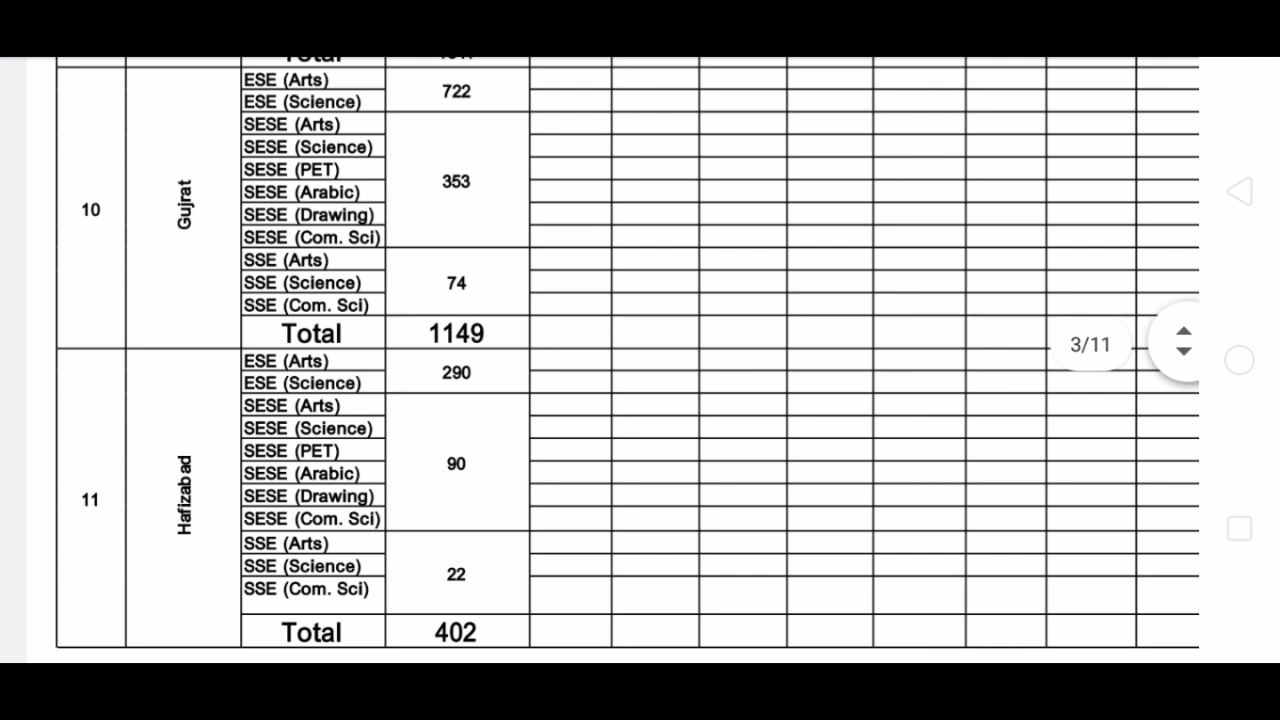 Total
ESE (Arts)
722
ESE (Science)
SESE (Arts)
SESE (Science)
SESE (PET)
353
SESE (Arabic)
10
Gujrat
SESE (Drawing)
SESE (Com. Sci)
SSE (Arts)
SSE (Science)
74
SSE (Com. Sci)
Total 1149
3/11
ESE (Arts)
290
ESE (Science)
SESE (Arts)
SESE (Science)
SESE (PET)
90
SESE (Arabic)
11
Hafizabad
SESE (Drawing)
SESE (Com. Sci)
SSE (Arts)
SSE (Science)
22
SSE (Com. Sci)
Total 402